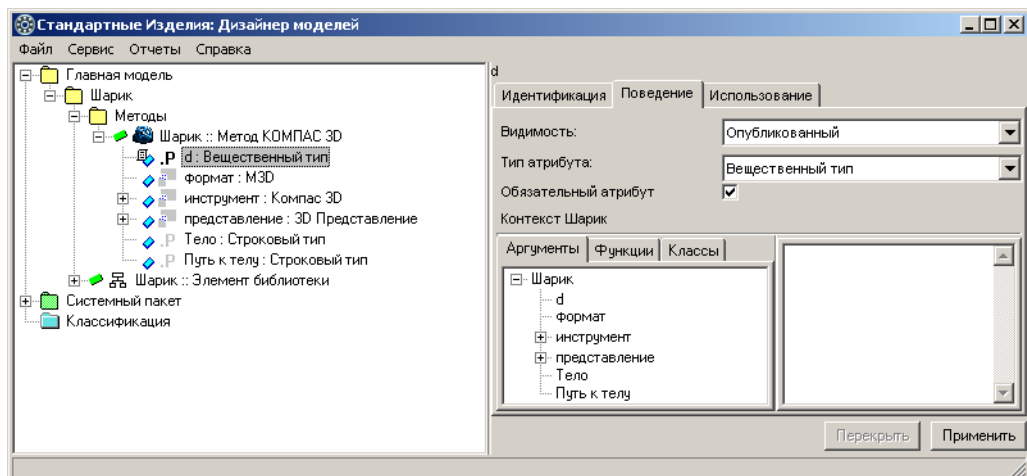 Стандартные Изделия: Дизайнер моделей
Файл Сервис Отчеты Справка
Главная модель
Шарик
Методы
Шарик :: Метод КОМПАС 3D
.P d : Вещественный тип
формат : M3D
инструмент : Компас 3D
представление : 3D Представление
.P Тело : Строковый тип
.P Путь к телу : Строковый тип
Шарик :: Элемент библиотеки
Системный пакет
Классификация
d
Идентификация Поведение Использование
Видимость: Опубликованный
Тип атрибута: Вещественный тип
Обязательный атрибут
Контекст Шарик
Аргументы Функции Классы
Шарик
d
формат
инструмент
представление
Тело
Путь к телу
Перекрыть Применить